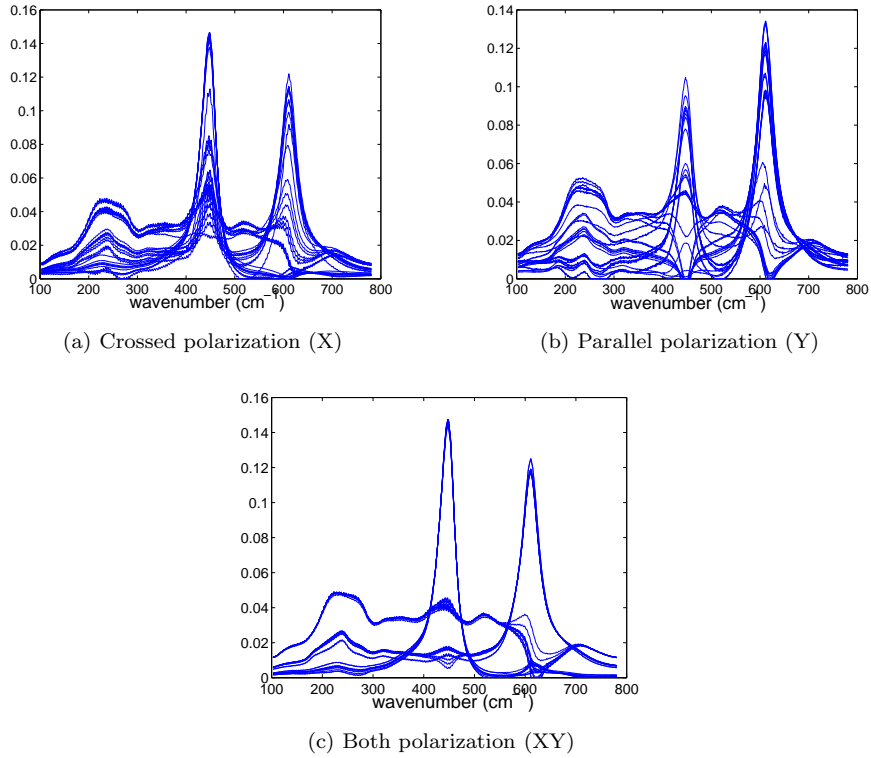 0.16
0.14
0.12
0.1
0.08
0.06
0.04
0.02
0
100 200 300 400 500 600 700 800
wavenumber (cm⁻¹)
(a) Crossed polarization (X)
0.14
0.12
0.1
0.08
0.06
0.04
0.02
0
100 200 300 400 500 600 700 800
wavenumber (cm⁻¹)
(b) Parallel polarization (Y)
0.16
0.14
0.12
0.1
0.08
0.06
0.04
0.02
0
100 200 300 400 500 600 700 800
wavenumber (cm⁻¹)
(c) Both polarization (XY)